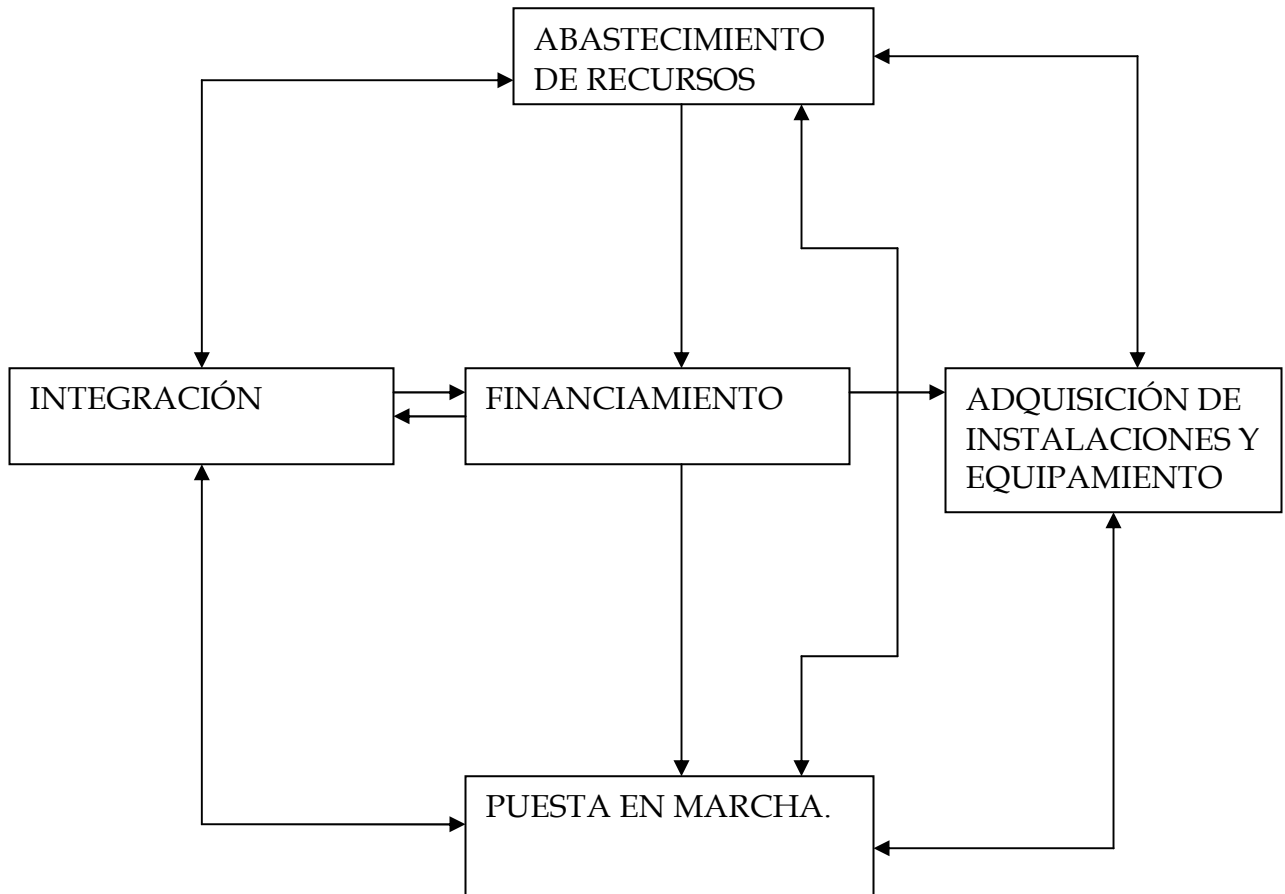 ABASTECIMIENTO
DE RECURSOS
INTEGRACIÓN
FINANCIAMIENTO
ADQUISICIÓN DE
INSTALACIONES Y
EQUIPAMIENTO
PUESTA EN MARCHA.